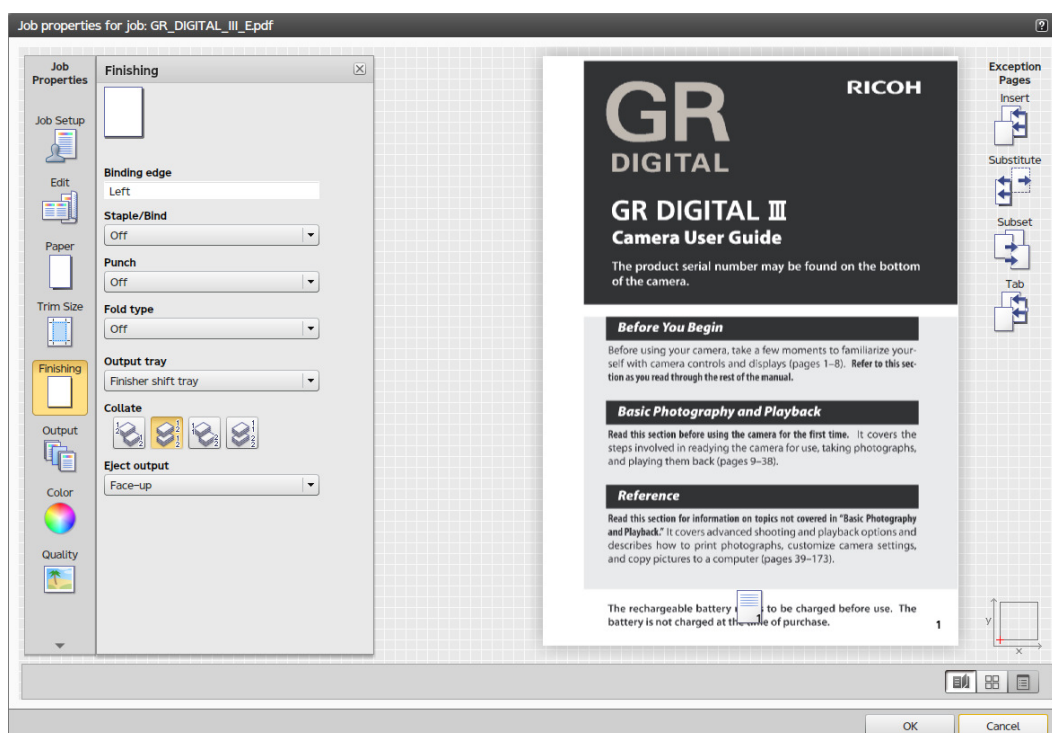 Job properties for job: GR_DIGITAL_III_E.pdf
?
Job
Properties
Job Setup
Edit
Paper
Trim Size
Finishing
Output
Color
Quality
Finishing
Binding edge
Left
Staple/Bind
Off
Punch
Off
Fold type
Off
Output tray
Finisher shift tray
Collate
Eject output
Face-up
GR
DIGITAL
RICOH
GR DIGITAL III
Camera User Guide
The product serial number may be found on the bottom
of the camera.
Before You Begin
Before using your camera, take a few moments to familiarize your-
self with camera controls and displays (pages 1–8). Refer to this sec-
tion as you read through the rest of the manual.
Basic Photography and Playback
Read this section before using the camera for the first time. It covers the
steps involved in readying the camera for use, taking photographs,
and playing them back (pages 9–38).
Reference
Read this section for information on topics not covered in "Basic Photography
and Playback." It covers advanced shooting and playback options and
describes how to print photographs, customize camera settings,
and copy pictures to a computer (pages 39–173).
The rechargeable battery to be charged before use. The
battery is not charged at of purchase.
1
1
Exception
Pages
Insert
Substitute
Subset
Tab
y
x
OK
Cancel